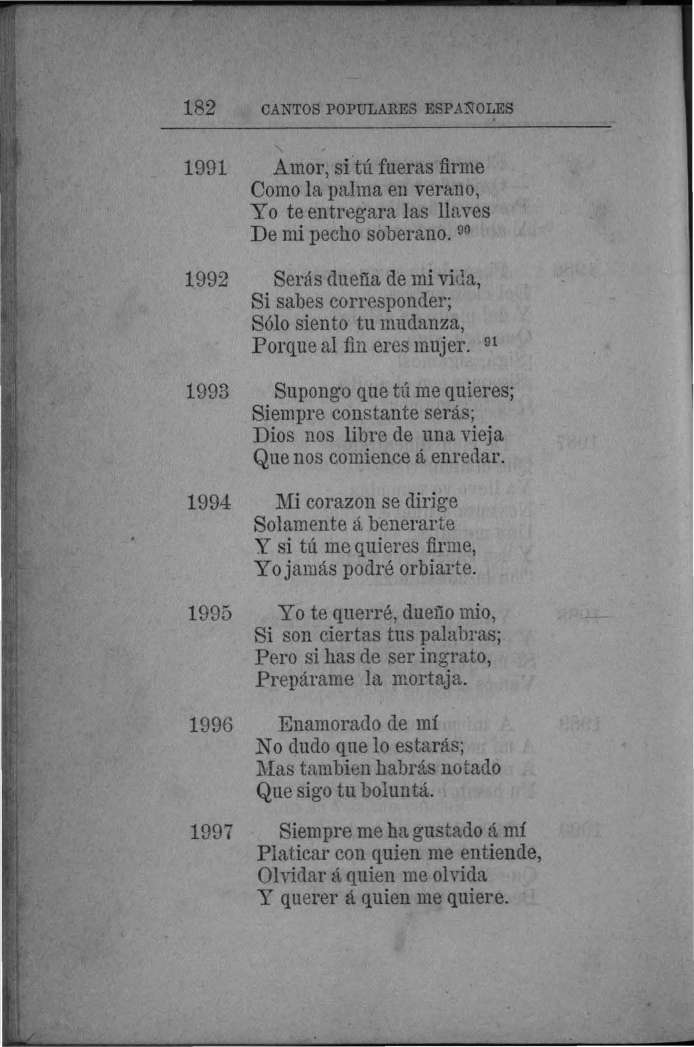 182 CANTOS POPULARES ESPAÑOLES
1991 Amor, si tú fueras firme
Como la palma en verano,
Yo te entregara las llaves
De mi pecho soberano. 90
1992 Serás dueña de mi vida,
Si sabes corresponder;
Sólo siento tu mudanza,
Porque al fin eres mujer. 91
1993 Supongo que tú me quieres;
Siempre constante serás;
Dios nos libre de una vieja
Que nos comience á enredar.
1994 Mi corazon se dirige
Solamente á benerarte
Y si tú me quieres firme,
Yo jamás podré orbiarte.
1995 Yo te querré, dueño mio,
Si son ciertas tus palabras;
Pero si has de ser ingrato,
Prepárame la mortaja.
1996 Enamorado de mí
No dudo que lo estarás;
Mas tambien habrás notado
Que sigo tu boluntá.
1997 Siempre me ha gustado á mí
Platicar con quien me entiende,
Olvidar á quien me olvida
Y querer á quien me quiere.